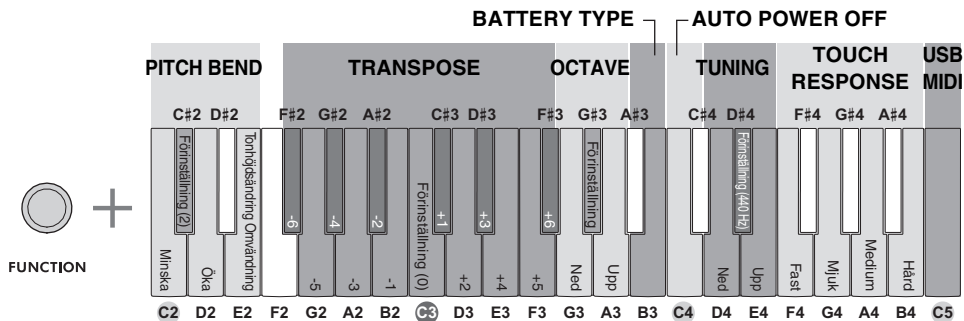 BATTERY TYPE AUTO POWER OFF
PITCH BEND TRANSPOSE OCTAVE TUNING TOUCH RESPONSE USB MIDI
C♯2 D♯2 F♯2 G♯2 A♯2 C♯3 D♯3 F♯3 G♯3 A♯3 C♯4 D♯4 F♯4 G♯4 A♯4
Förinställning (2) -6 -4 -2 +1 +3 +6 Förinställning Förinställning (440 Hz)
Minska Öka Tonhöjdsändring Omvändning -5 -3 -1 Förinställning (0) +2 +4 +5 Ned Upp Ned Upp Fast Mjuk Medium Hård
FUNCTION
C2 D2 E2 F2 G2 A2 B2 C3 D3 E3 F3 G3 A3 B3 C4 D4 E4 F4 G4 A4 B4 C5